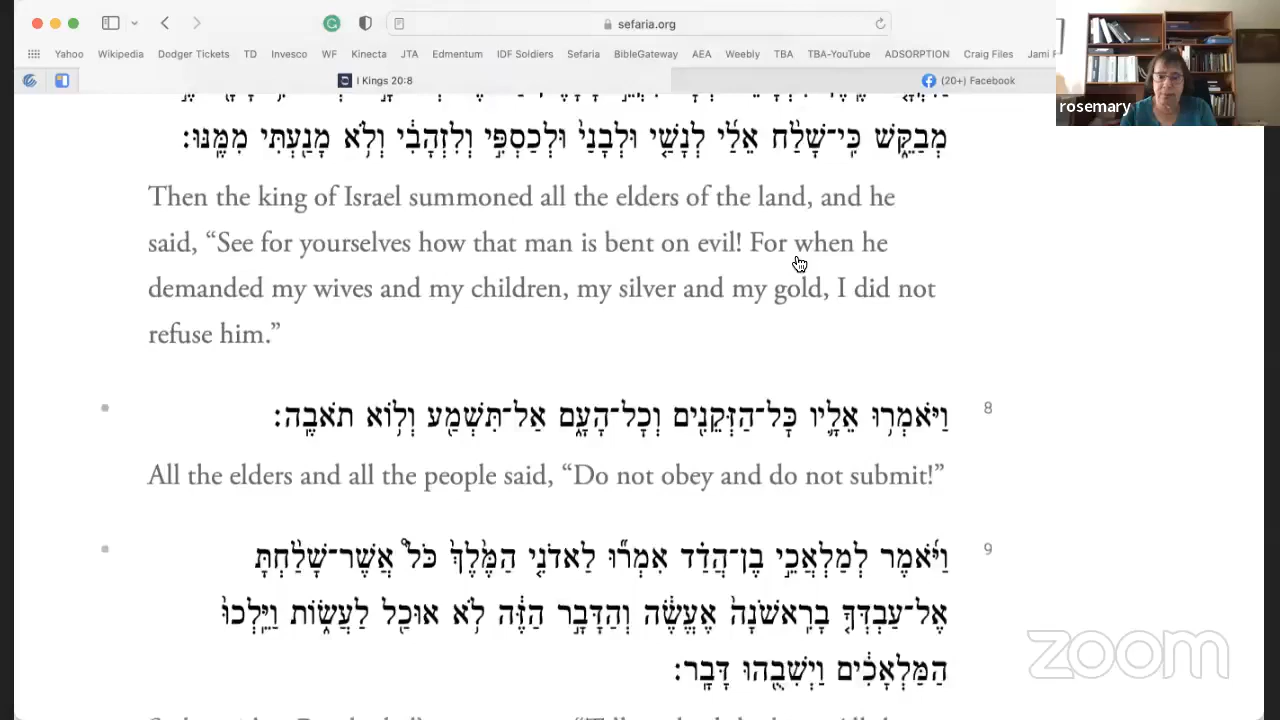 sefaria.org
Yahoo Wikipedia Dodger Tickets TD Invesco WF Kinecta JTA Edmentum IDF Soldiers Sefaria BibleGateway AEA Weebly TBA TBA-YouTube ADSORPTION Craig Files Jami
I Kings 20:8
(20+) Facebook
rosemary
מְבַקֵּ֑שׁ כִּֽי־שָׁלַ֨ח אֵלַ֜י לְנָשַׁ֤י וּלְבָנַי֙ וּלְכַסְפִּ֣י וְלִזְהָבִ֔י וְלֹ֥א מָנַ֖עְתִּי מִמֶּֽנּוּ׃
Then the king of Israel summoned all the elders of the land, and he
said, “See for yourselves how that man is bent on evil! For when he
demanded my wives and my children, my silver and my gold, I did not
refuse him.”
8
וַיֹּאמְר֥וּ אֵלָ֛יו כׇּל־הַזְּקֵנִ֖ים וְכׇל־הָעָ֑ם אַל־תִּשְׁמַ֖ע וְל֥וֹא תֹאבֶֽה׃
All the elders and all the people said, “Do not obey and do not submit!”
9
וַיֹּ֜אמֶר לְמַלְאֲכֵ֣י בֶן־הֲדַ֗ד אִמְר֞וּ לַאדֹנִ֤י הַמֶּ֙לֶךְ֙ כֹּל֩ אֲשֶׁר־שָׁלַ֨חְתָּ
אֶל־עַבְדְּךָ֤ בָרִֽאשֹׁנָה֙ אֶעֱשֶׂ֔ה וְהַדָּבָ֣ר הַזֶּ֔ה לֹ֥א אוּכַ֖ל לַעֲשׂ֑וֹת וַיֵּֽלְכוּ֙
הַמַּלְאָכִ֔ים וַיְשִׁבֻ֖הוּ דָּבָֽר׃
zoom